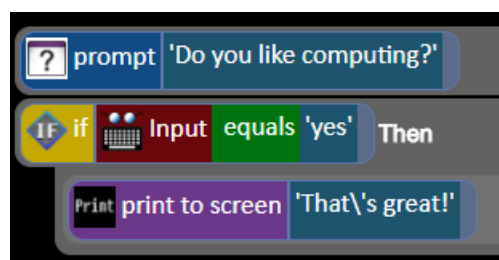 ? prompt 'Do you like computing?'
IF if Input equals 'yes' Then
Print print to screen 'That\'s great!'